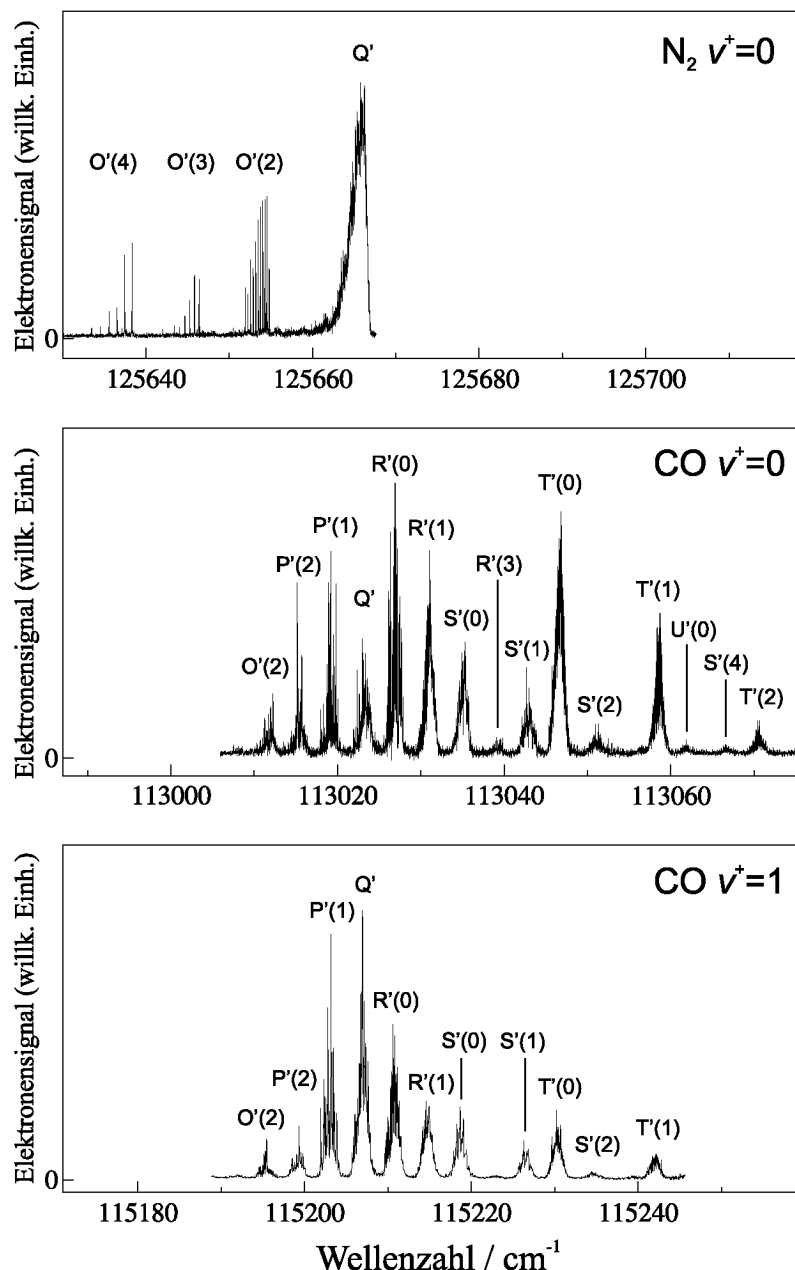 N₂ v⁺=0
Q'
O'(4) O'(3) O'(2)
Elektronensignal (willk. Einh.)
0
125640 125660 125680 125700
CO v⁺=0
R'(0)
T'(0)
P'(1) R'(1)
P'(2) R'(3)
Q' T'(1)
S'(0) U'(0)
S'(1) S'(4)
O'(2) S'(2) T'(2)
Elektronensignal (willk. Einh.)
0
113000 113020 113040 113060
CO v⁺=1
Q'
P'(1)
R'(0)
S'(0) S'(1)
P'(2) R'(1) T'(0)
O'(2) S'(2) T'(1)
Elektronensignal (willk. Einh.)
0
115180 115200 115220 115240
Wellenzahl / cm⁻¹